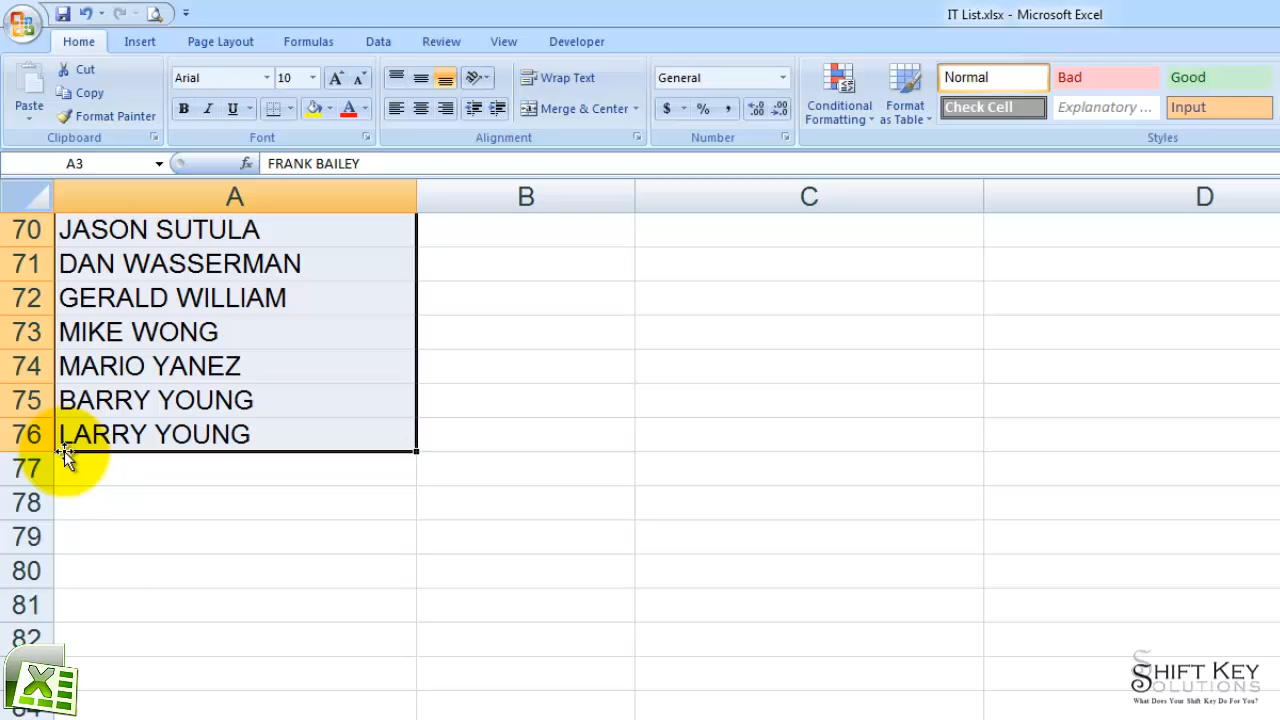 IT List.xlsx - Microsoft Excel
Home Insert Page Layout Formulas Data Review View Developer
Paste
Cut
Copy
Format Painter
Clipboard
Arial 10
B I U
Font
Wrap Text
Merge & Center
Alignment
General
$ % ,
Number
Conditional Formatting
Format as Table
Normal Bad Good
Check Cell Explanatory ... Input
Styles
A3 fx FRANK BAILEY
A B C D
70 JASON SUTULA
71 DAN WASSERMAN
72 GERALD WILLIAM
73 MIKE WONG
74 MARIO YANEZ
75 BARRY YOUNG
76 LARRY YOUNG
77
78
79
80
81
82
SHIFT KEY
SOLUTIONS
What Does Your Shift Key Do For You?